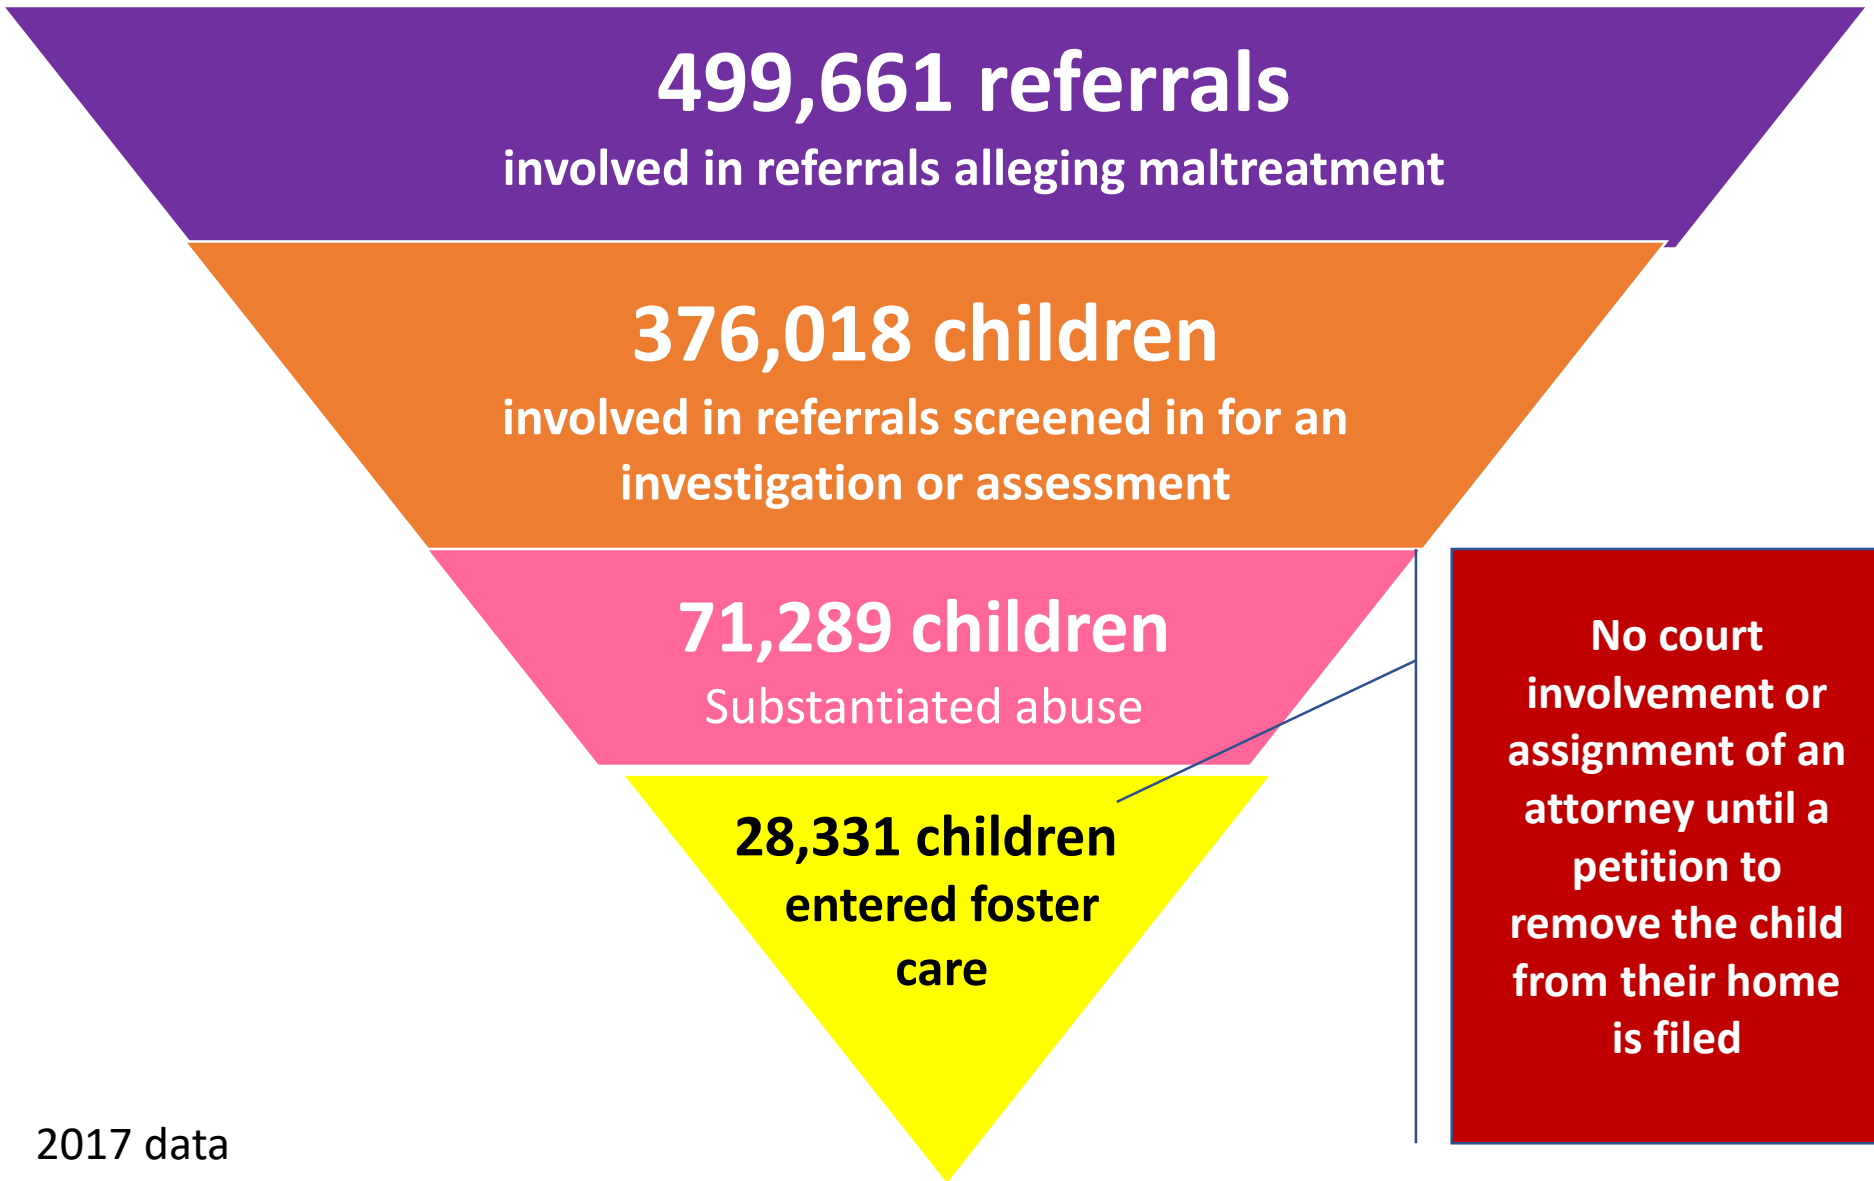 499,661 referrals
involved in referrals alleging maltreatment
376,018 children
involved in referrals screened in for an
investigation or assessment
71,289 children
Substantiated abuse
28,331 children
entered foster
care
No court
involvement or
assignment of an
attorney until a
petition to
remove the child
from their home
is filed
2017 data